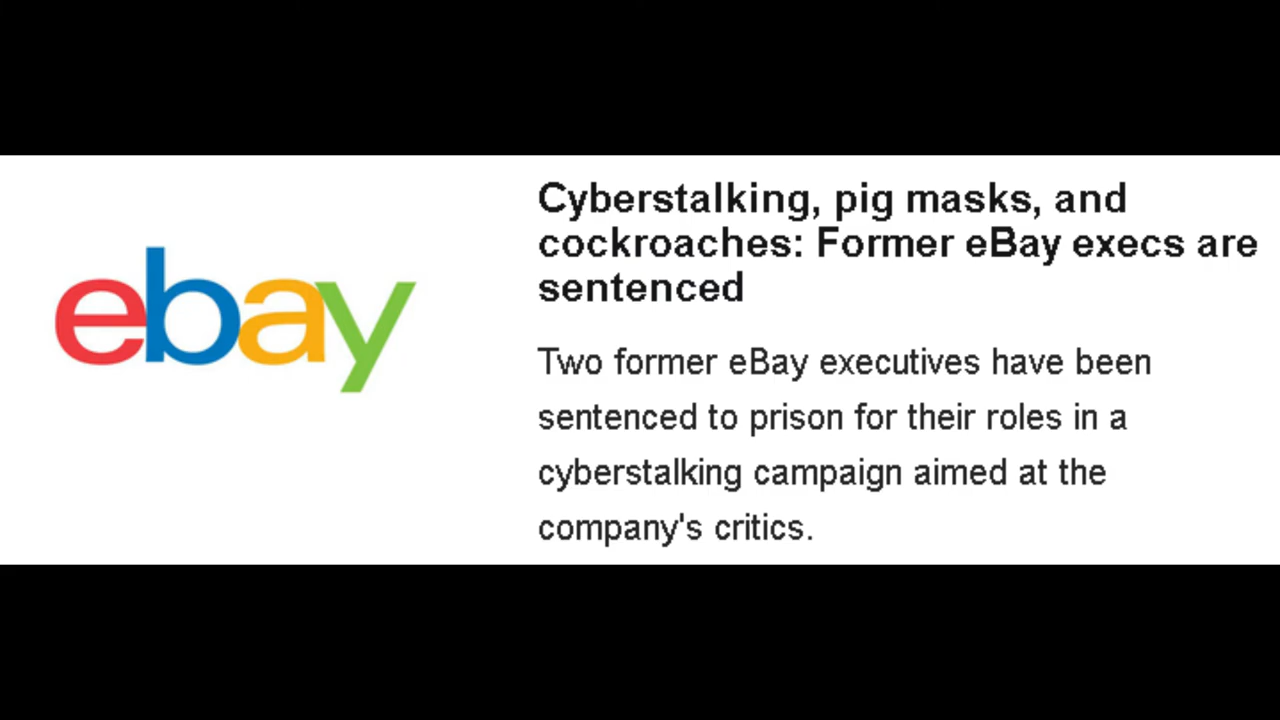 ebay
Cyberstalking, pig masks, and
cockroaches: Former eBay execs are
sentenced
Two former eBay executives have been
sentenced to prison for their roles in a
cyberstalking campaign aimed at the
company's critics.